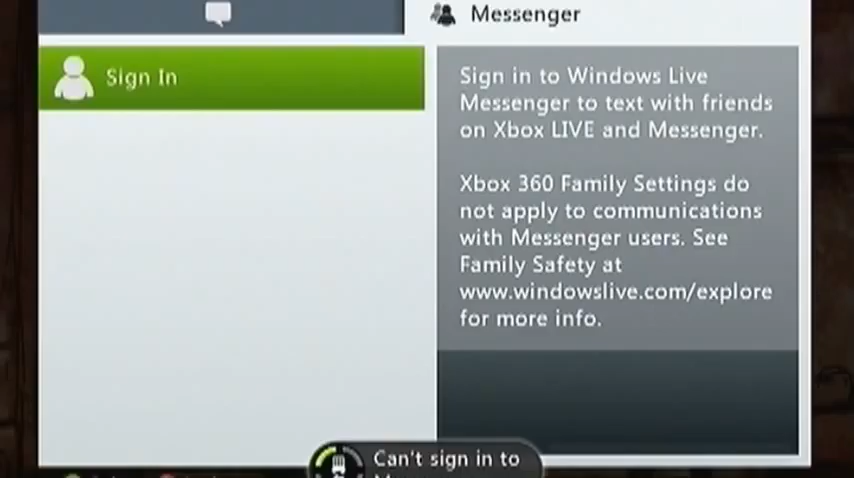 Messenger
Sign In
Sign in to Windows Live
Messenger to text with friends
on Xbox LIVE and Messenger.
Xbox 360 Family Settings do
not apply to communications
with Messenger users. See
Family Safety at
www.windowslive.com/explore
for more info.
Can't sign in to